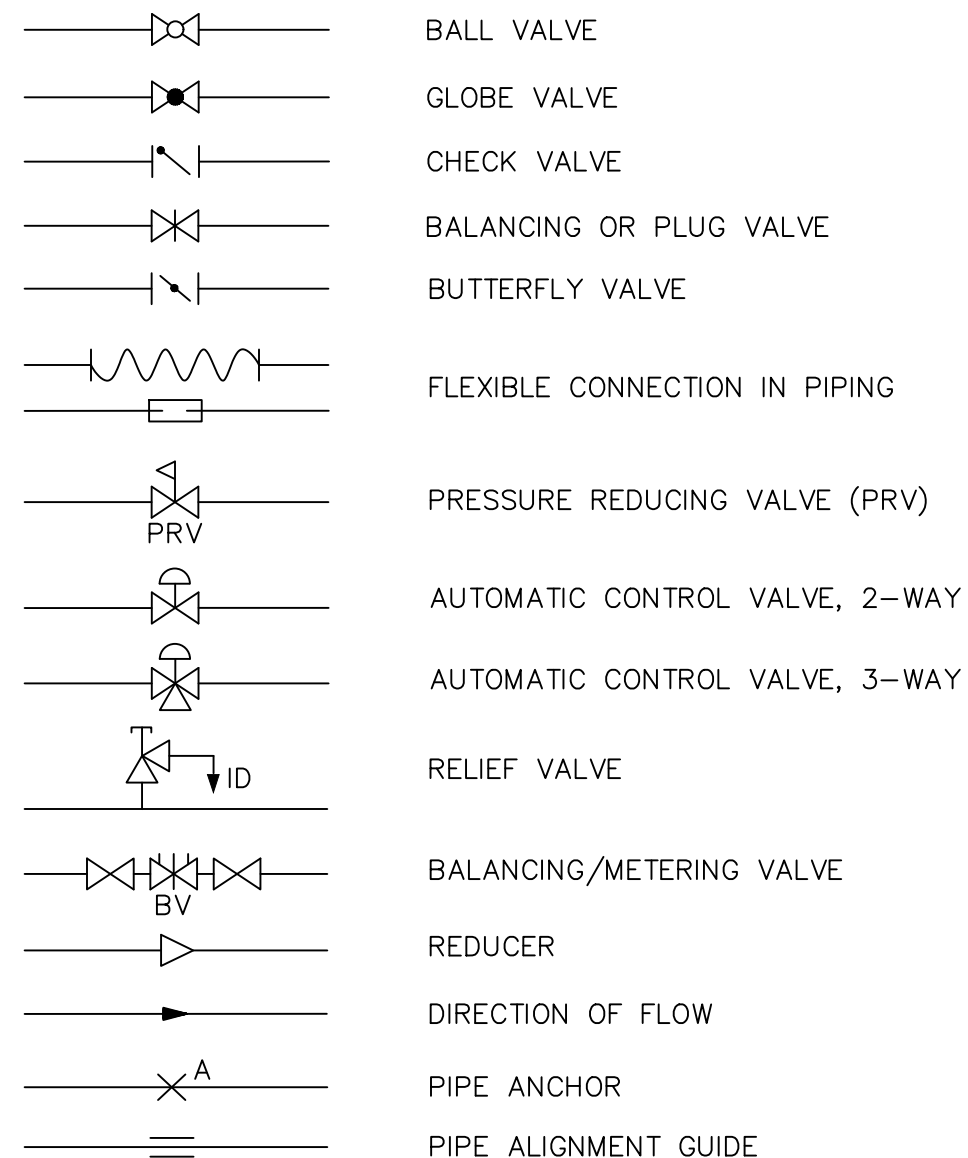 BALL VALVE
GLOBE VALVE
CHECK VALVE
BALANCING OR PLUG VALVE
BUTTERFLY VALVE
FLEXIBLE CONNECTION IN PIPING
PRV
PRESSURE REDUCING VALVE (PRV)
AUTOMATIC CONTROL VALVE, 2-WAY
AUTOMATIC CONTROL VALVE, 3-WAY
ID
RELIEF VALVE
BV
BALANCING/METERING VALVE
REDUCER
DIRECTION OF FLOW
A
PIPE ANCHOR
PIPE ALIGNMENT GUIDE